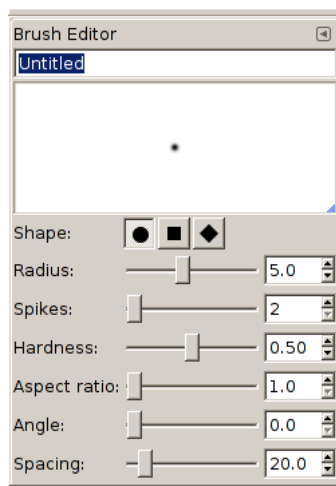 Brush Editor
Untitled
Shape:
Radius: 5.0
Spikes: 2
Hardness: 0.50
Aspect ratio: 1.0
Angle: 0.0
Spacing: 20.0